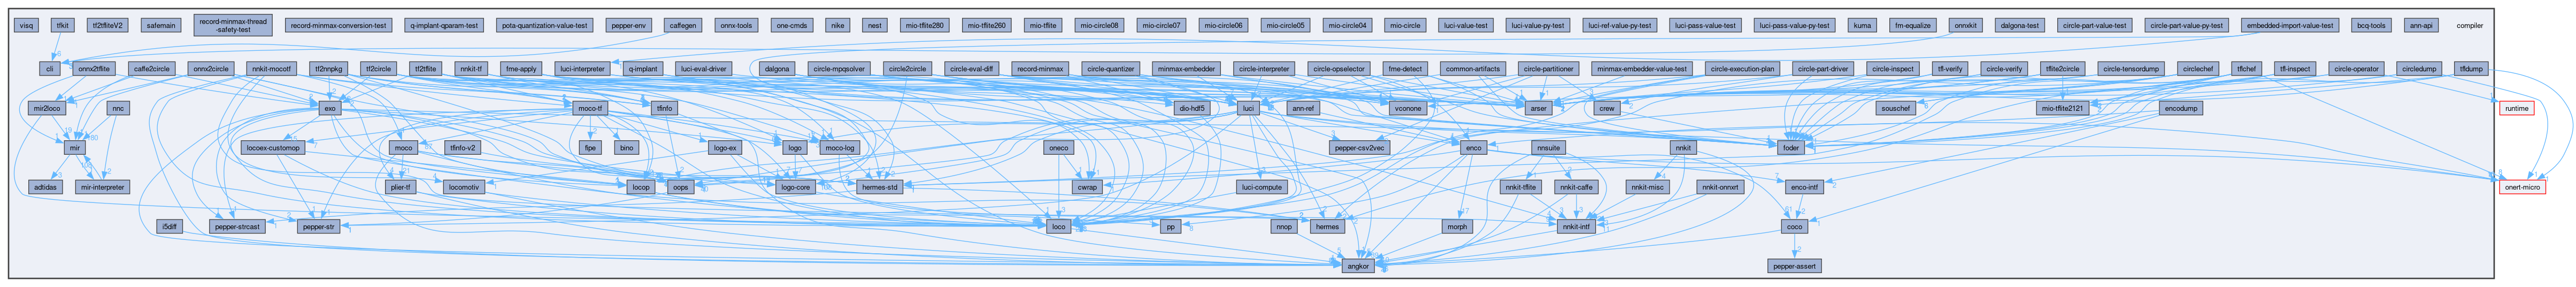 visq
tfkit
tf2tfliteV2
safemain
record-minmax-thread
-safety-test
record-minmax-conversion-test
q-implant-qparam-test
pota-quantization-value-test
pepper-env
caffegen
onnx-tools
one-cmds
nike
nest
mio-tflite280
mio-tflite260
mio-tflite
mio-circle08
mio-circle07
mio-circle06
mio-circle05
mio-circle04
mio-circle
luci-value-test
luci-value-py-test
luci-ref-value-py-test
luci-pass-value-test
luci-pass-value-py-test
kuma
fm-equalize
onnxkit
dalgona-test
circle-part-value-test
circle-part-value-py-test
embedded-import-value-test
bcq-tools
ann-api
compiler
cli
onnx2tflite
caffe2circle
onnx2circle
nnkit-mocotf
tf2nnpkg
tf2circle
tf2tflite
nnkit-tf
fme-apply
luci-interpreter
q-implant
luci-eval-driver
dalgona
circle-mpqsolver
circle2circle
circle-eval-diff
record-minmax
circle-quantizer
minmax-embedder
circle-interpreter
circle-opselector
fme-detect
common-artifacts
circle-partitioner
minmax-embedder-value-test
circle-execution-plan
circle-part-driver
circle-inspect
tfl-verify
circle-verify
tflite2circle
circle-tensordump
circlechef
tflchef
tfl-inspect
circle-operator
circledump
tfldump
mir2loco
nnc
exo
moco-tf
tfinfo
dio-hdf5
luci
ann-ref
vconone
arser
crew
souschef
mio-tflite2121
encodump
runtime
mir
locoex-customop
moco
tfinfo-v2
fipe
bino
logo-ex
logo
moco-log
oneco
pepper-csv2vec
enco
nnsuite
nnkit
foder
adtidas
mir-interpreter
plier-tf
locomotiv
locop
oops
logo-core
hermes-std
cwrap
luci-compute
nnkit-tflite
nnkit-caffe
nnkit-misc
nnkit-onnxrt
enco-intf
onert-micro
i5diff
pepper-strcast
pepper-str
loco
pp
nnop
hermes
morph
nnkit-intf
coco
angkor
pepper-assert